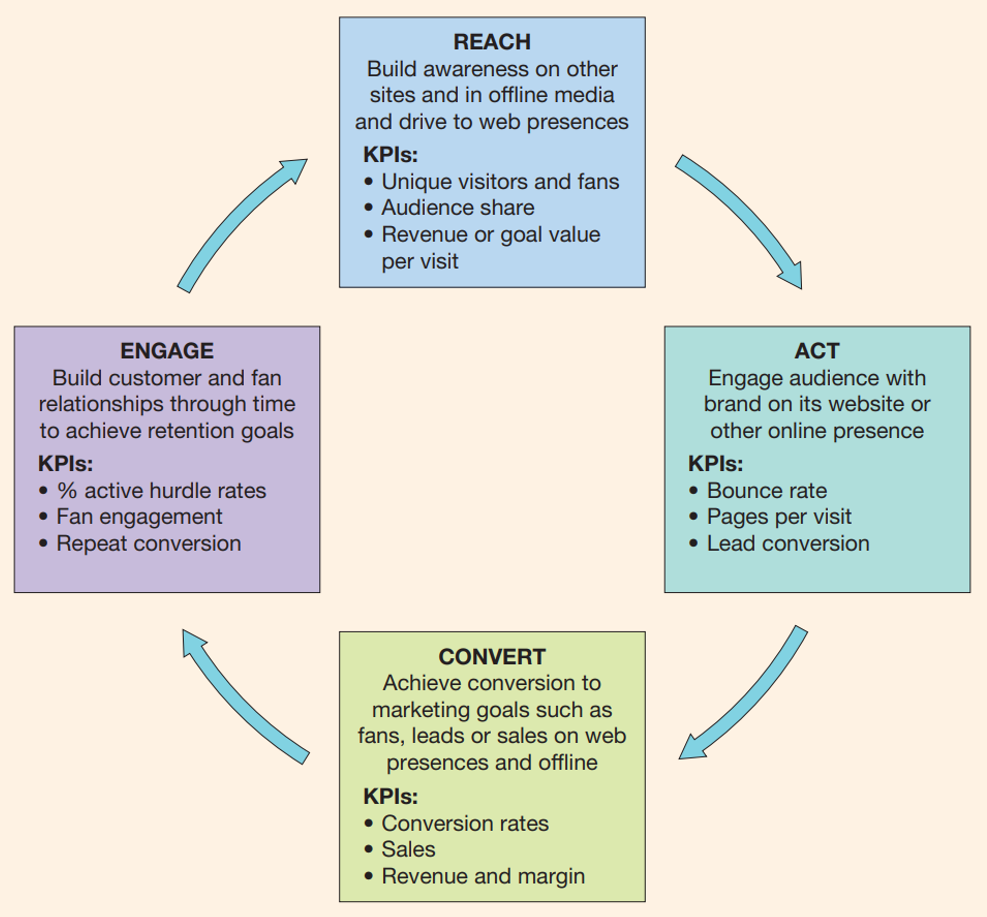 REACH
Build awareness on other
sites and in offline media
and drive to web presences
KPIs:
• Unique visitors and fans
• Audience share
• Revenue or goal value
per visit
ENGAGE
Build customer and fan
relationships through time
to achieve retention goals
KPIs:
• % active hurdle rates
• Fan engagement
• Repeat conversion
ACT
Engage audience with
brand on its website or
other online presence
KPIs:
• Bounce rate
• Pages per visit
• Lead conversion
CONVERT
Achieve conversion to
marketing goals such as
fans, leads or sales on web
presences and offline
KPIs:
• Conversion rates
• Sales
• Revenue and margin